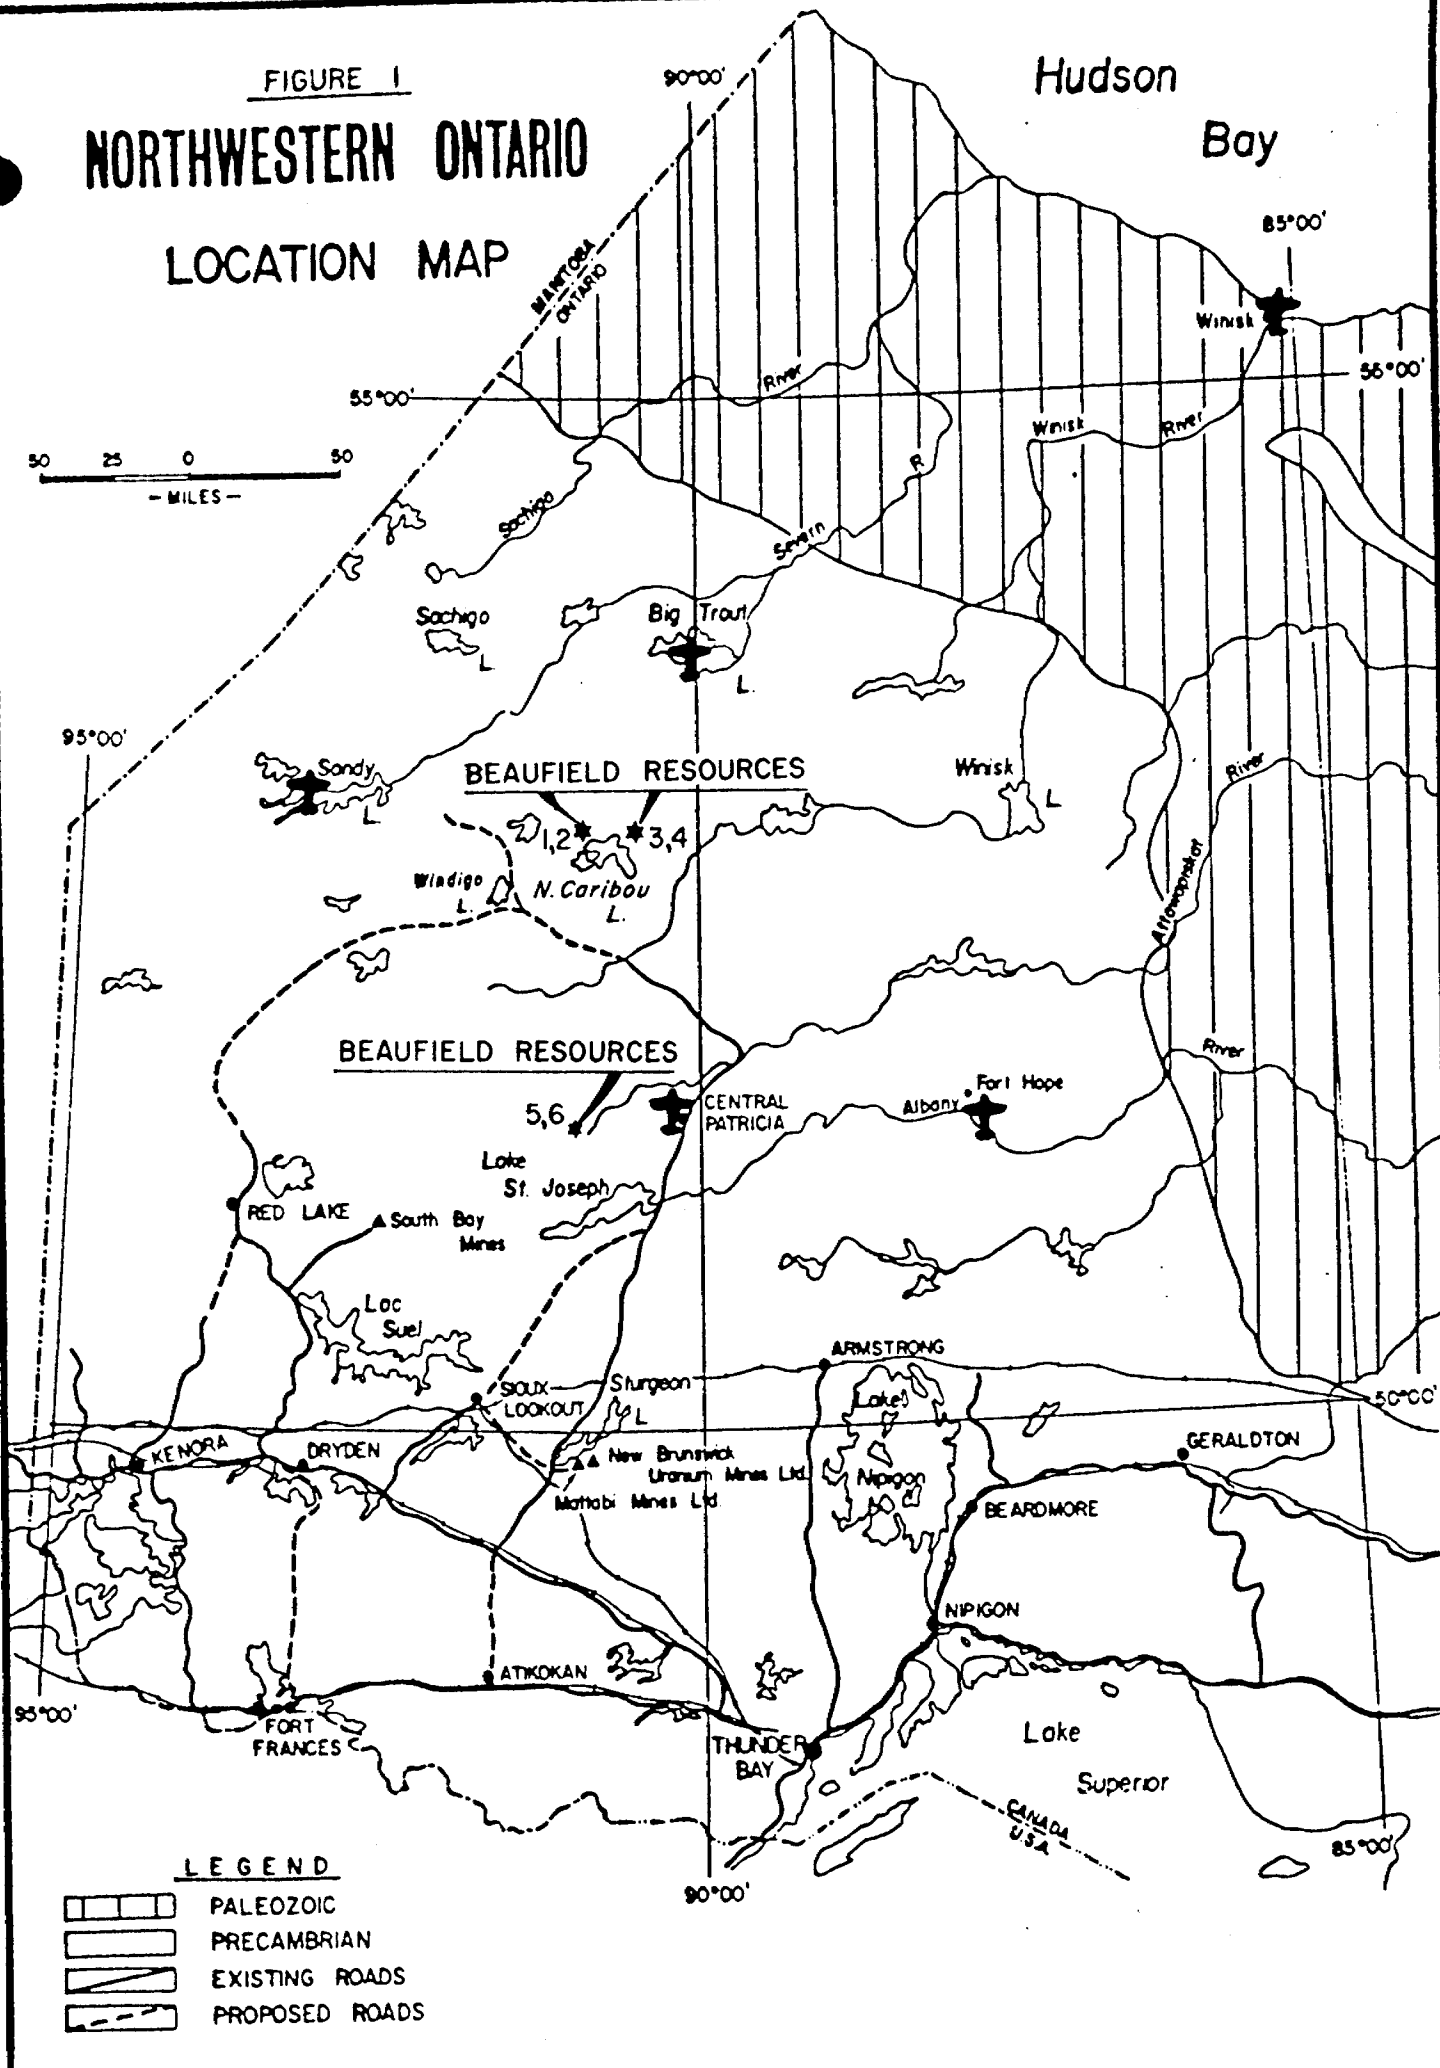 FIGURE 1
NORTHWESTERN ONTARIO
LOCATION MAP
90°00'
Hudson
Bay
85°00'
MANITOBA
ONTARIO
Winisk
55°00'
River
55°00'
Winisk River
50 25 0 50
- MILES -
R
Sachigo
Severn
Sachigo
L
Big Trout
L.
95°00'
Sandy
L
BEAUFIELD RESOURCES
Winisk
L
River
1,2
3,4
Windigo
L.
N. Caribou
L.
Attawapiskat
BEAUFIELD RESOURCES
River
5,6
CENTRAL
PATRICIA
Fort Hope
Albany
Lake
St. Joseph
RED LAKE
South Bay
Mines
Lac
Suel
ARMSTRONG
SIOUX
LOOKOUT
Sturgeon
L
Lake
Nipigon
50°00'
KENORA
DRYDEN
New Brunswick
Uranium Mines Ltd.
Mattabi Mines Ltd.
GERALDTON
BEARDMORE
NIPIGON
ATIKOKAN
95°00'
FORT
FRANCES
THUNDER
BAY
Lake
Superior
CANADA
U.S.A.
85°00'
90°00'
LEGEND
PALEOZOIC
PRECAMBRIAN
EXISTING ROADS
PROPOSED ROADS